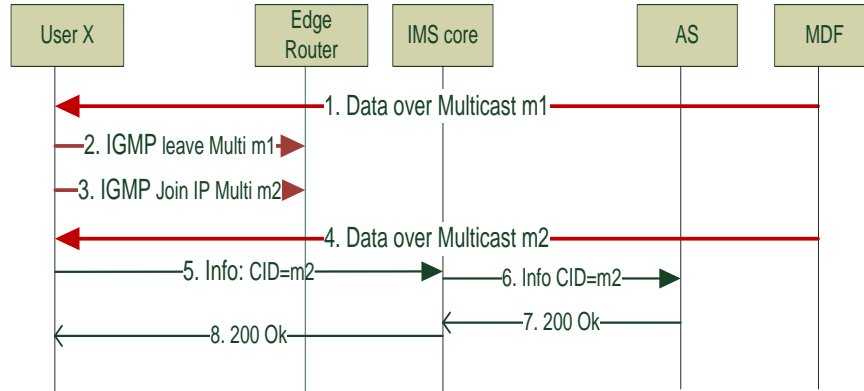 User X
Edge
Router
IMS core
AS
MDF
1. Data over Multicast m1
2. IGMP leave Multi m1
3. IGMP Join IP Multi m2
4. Data over Multicast m2
5. Info: CID=m2
6. Info CID=m2
7. 200 Ok
8. 200 Ok